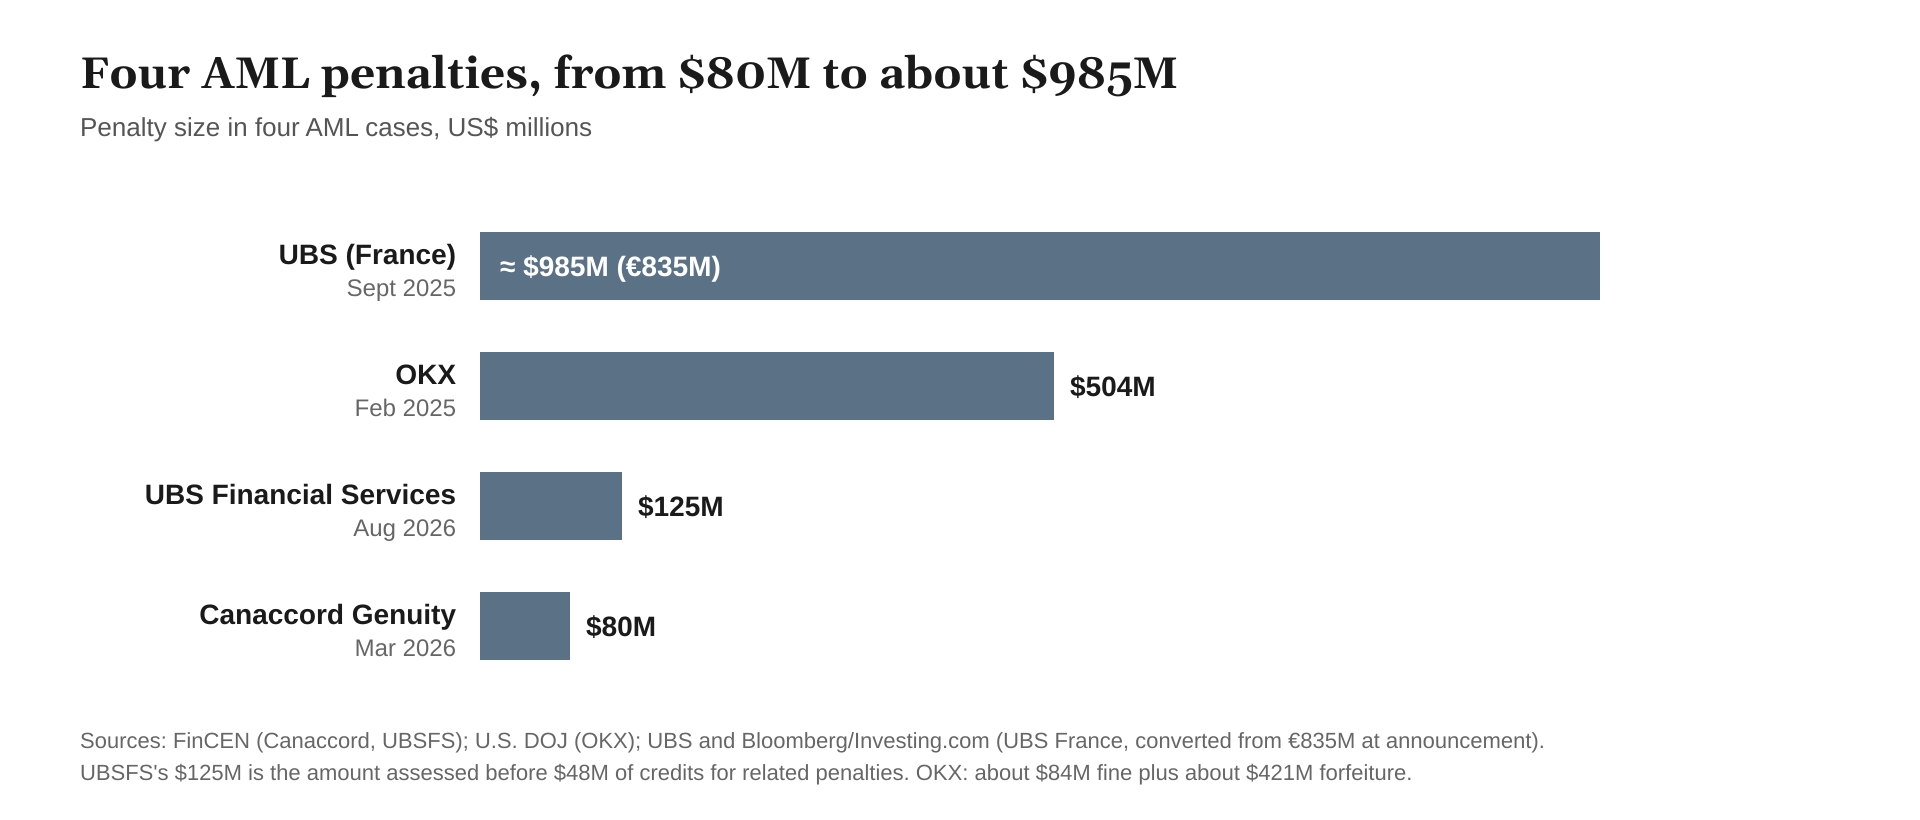 Four AML penalties, from $80M to about $985M
Penalty size in four AML cases, US$ millions
UBS (France)
Sept 2025
≈ $985M (€835M)
OKX
Feb 2025
$504M
UBS Financial Services
Aug 2026
$125M
Canaccord Genuity
Mar 2026
$80M
Sources: FinCEN (Canaccord, UBSFS); U.S. DOJ (OKX); UBS and Bloomberg/Investing.com (UBS France, converted from €835M at announcement).
UBSFS's $125M is the amount assessed before $48M of credits for related penalties. OKX: about $84M fine plus about $421M forfeiture.